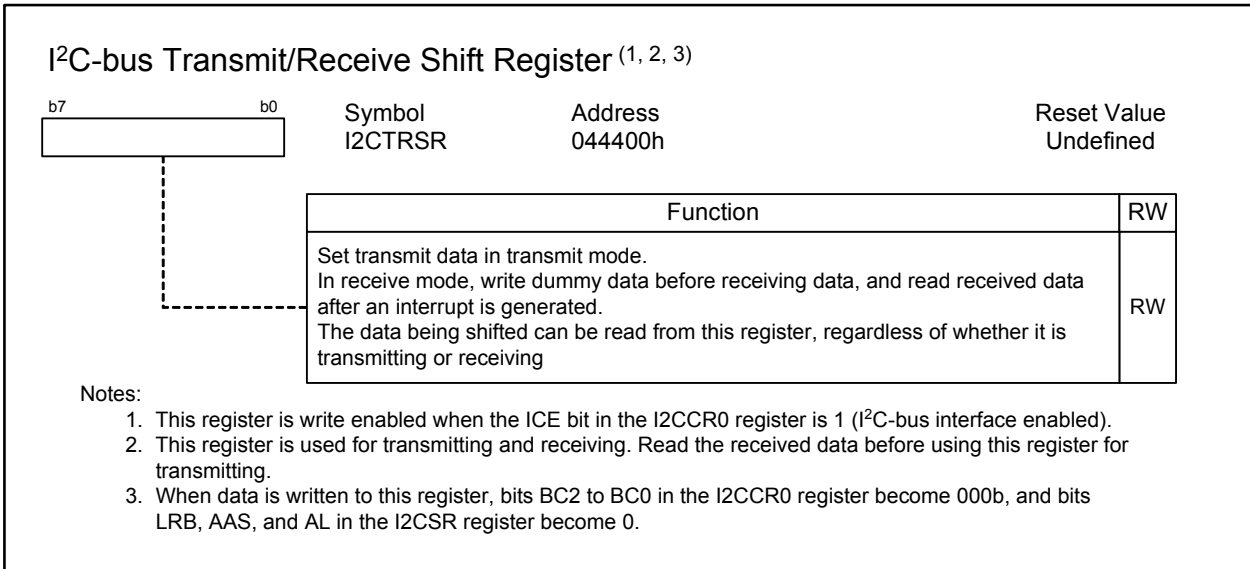 I²C-bus Transmit/Receive Shift Register (1, 2, 3)
b7 b0 Symbol Address Reset Value
I2CTRSR 044400h Undefined
Function RW
Set transmit data in transmit mode.
In receive mode, write dummy data before receiving data, and read received data
after an interrupt is generated.
The data being shifted can be read from this register, regardless of whether it is
transmitting or receiving
RW
Notes:
1. This register is write enabled when the ICE bit in the I2CCR0 register is 1 (I²C-bus interface enabled).
2. This register is used for transmitting and receiving. Read the received data before using this register for
transmitting.
3. When data is written to this register, bits BC2 to BC0 in the I2CCR0 register become 000b, and bits
LRB, AAS, and AL in the I2CSR register become 0.